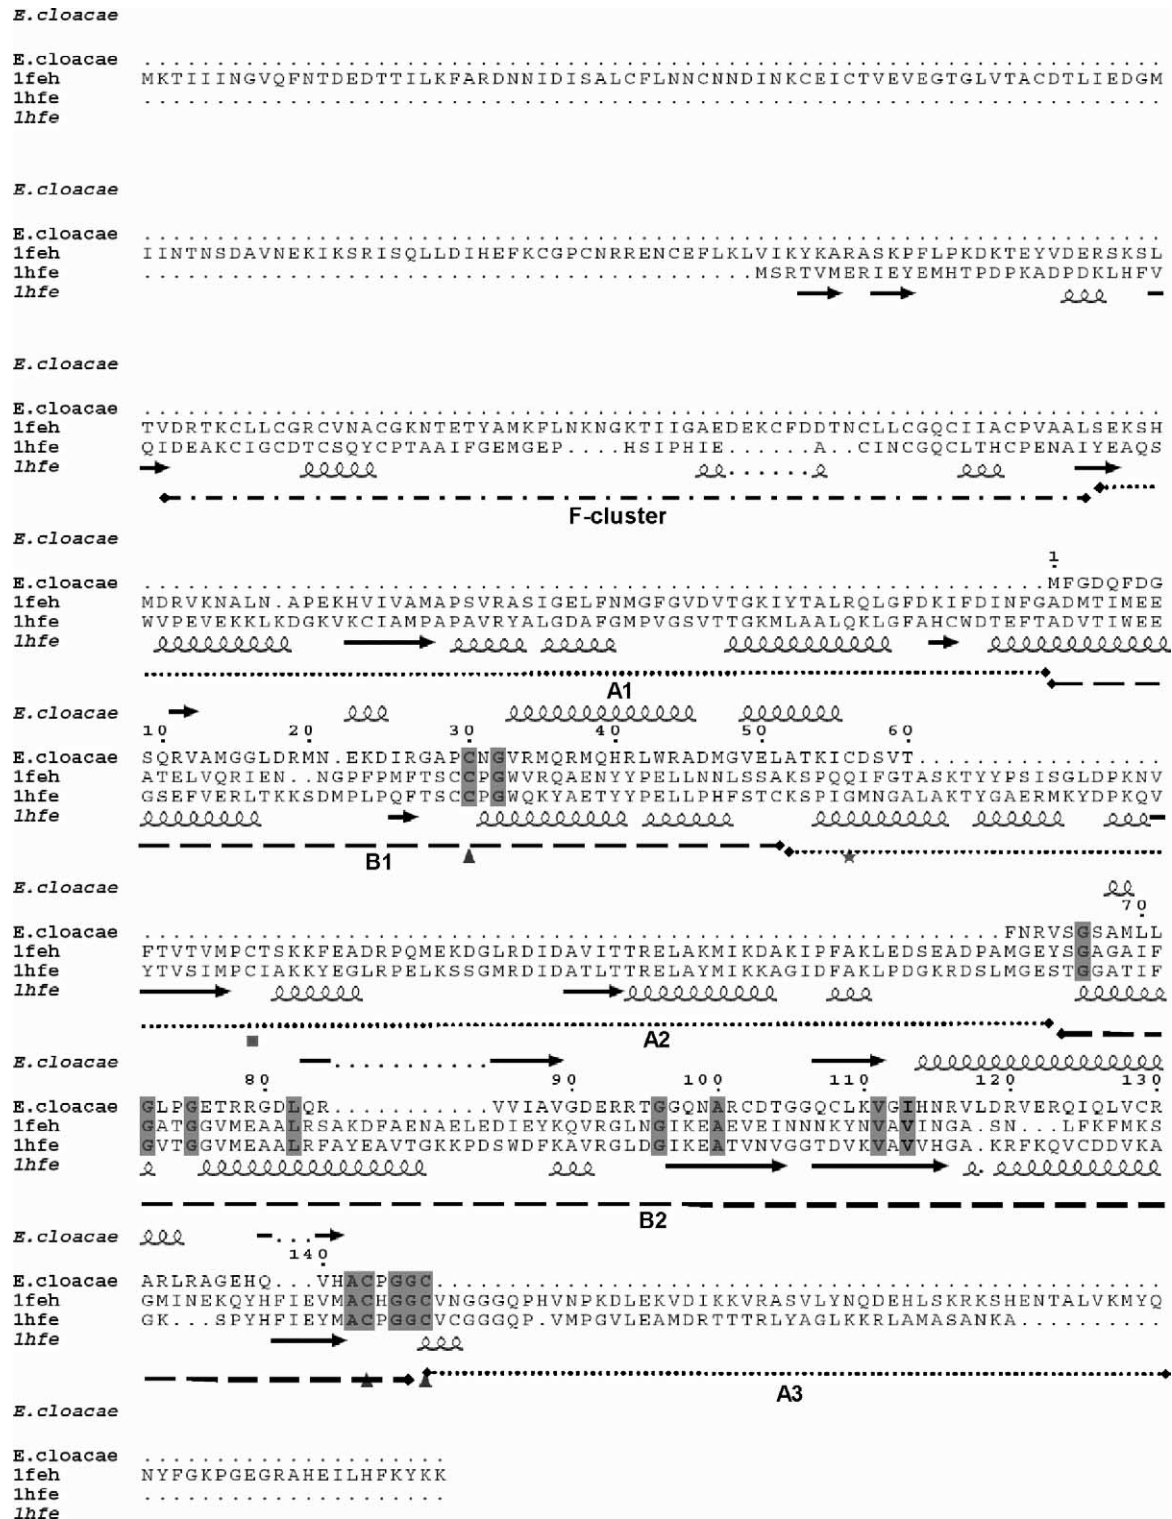 E.cloacae
E.cloacae . . . . . . . . . . . . . . . . . . . . . . . . . . . . . . . . . . . . . . . . . . . . . . . . . . . . . . . . . . . . . . . . . . . . . .
1feh MKTIIINGVQFNTDEDTTILKFARDNNIDISALCFLNNCNNDINKCEICTVEVEGTGLVTACDTLIEDGM
1hfe . . . . . . . . . . . . . . . . . . . . . . . . . . . . . . . . . . . . . . . . . . . . . . . . . . . . . . . . . . . . . . . . . . . . . .
1hfe
E.cloacae
E.cloacae . . . . . . . . . . . . . . . . . . . . . . . . . . . . . . . . . . . . . . . . . . . . . . . . . . . . . . . . . . . . . . . . . . . . . .
1feh IINTNSDAVNEKIKSRISQLLDIHEFKCGPCNRRENCEFLKLVIKYKARASKPFLPKDKTEYVDERSKSL
1hfe ..........................................MSRTVMERIEYEMHTPDPKADPDKLHFV
1hfe
E.cloacae
E.cloacae . . . . . . . . . . . . . . . . . . . . . . . . . . . . . . . . . . . . . . . . . . . . . . . . . . . . . . . . . . . . . . . . . . . . . .
1feh TVDRTKCLLCGRCVNACGKNTETYAMKFLNKNGKTIIGAEDEKCFDDTNCLLCGQCIIACPVAALSEKSH
1hfe QIDEAKCIGCDTCSQYCPTAAIFGEMGEP....HSIPHIE.....A..CINCGQCLTHCPENAIYEAQS
1hfe
F-cluster
E.cloacae
1
E.cloacae ..............................................................MFGDQFDG
1feh MDRVKNALN.APEKHVIVAMAPSVRASIGELFNMGFGVDVTGKIYTALRQLGFDKIFDINFGADMTIMEE
1hfe WVPEVEKKLKDGKVKCIAMPAPAVRYALGDAFGMPVGSVTTGKMLAALQKLGFAHCWDTEFTADVTIWEE
1hfe
A1
E.cloacae
10 20 30 40 50 60
E.cloacae SQRVAMGGLDRMN.EKDIRGAPCNGVRMQRMQHRLWRADMGVELATKICDSVT.................
1feh ATELVQRIEN..NGPFPMFTSCCPGWVRQAENYYPELLNNLSSAKSPQQIFGTASKTYYPSISGLDPKNV
1hfe GSEFVERLTKKSDMPLPQFTSCCPGWQKYAETYYPELLPHFSTCKSPIGMNGALAKTYGAERMKYDPKQV
1hfe
B1
E.cloacae
70
E.cloacae ...........................................................FNRVSGSAMLL
1feh FTVTVMPCTSKKFEADRPQMEKDGLRDIDAVITTRELAKMIKDAKIPFAKLEDSEADPAMGEYSGAGAIF
1hfe YTVSIMPCIAKKYEGLRPELKSSGMRDIDATLTTRELAYMIKKAGIDFAKLPDGKRDSLMGESTGGATIF
1hfe
A2
E.cloacae
80 90 100 110 120 130
E.cloacae GLPGETRRGDLQR...........VVIAVGDERRTGGQNARCDTGGQCLKVGIHNRVLDRVERQIQLVCR
1feh GATGGVMEAALRSAKDFAENAELEDIEYKQVRGLNGIKEAEVEINNNKYNVAVINGA.SN...LFKFMKS
1hfe GVTGGVMEAALRFAYEAVTGKKPDSWDFKAVRGLDGIKEATVNVGGTDVKVAVVHGA.KRFKQVCDDVKA
1hfe
B2
E.cloacae
140
E.cloacae ARLRAGEHQ...VHACPGGC..................................................
1feh GMINEKQYHFIEVMACHGGCVNGGGQPHVNPKDLEKVDIKKVRASVLYNQDEHLSKRKSHENTALVKMYQ
1hfe GK...SPYHFIEYMACPGGCVCGGGQP.VMPGVLEAMDRTTTRLYAGLKKRLAMASANKA..........
1hfe
A3
E.cloacae
E.cloacae .....................
1feh NYFGKPGEGRAHEILHFKYKK
1hfe .....................
1hfe